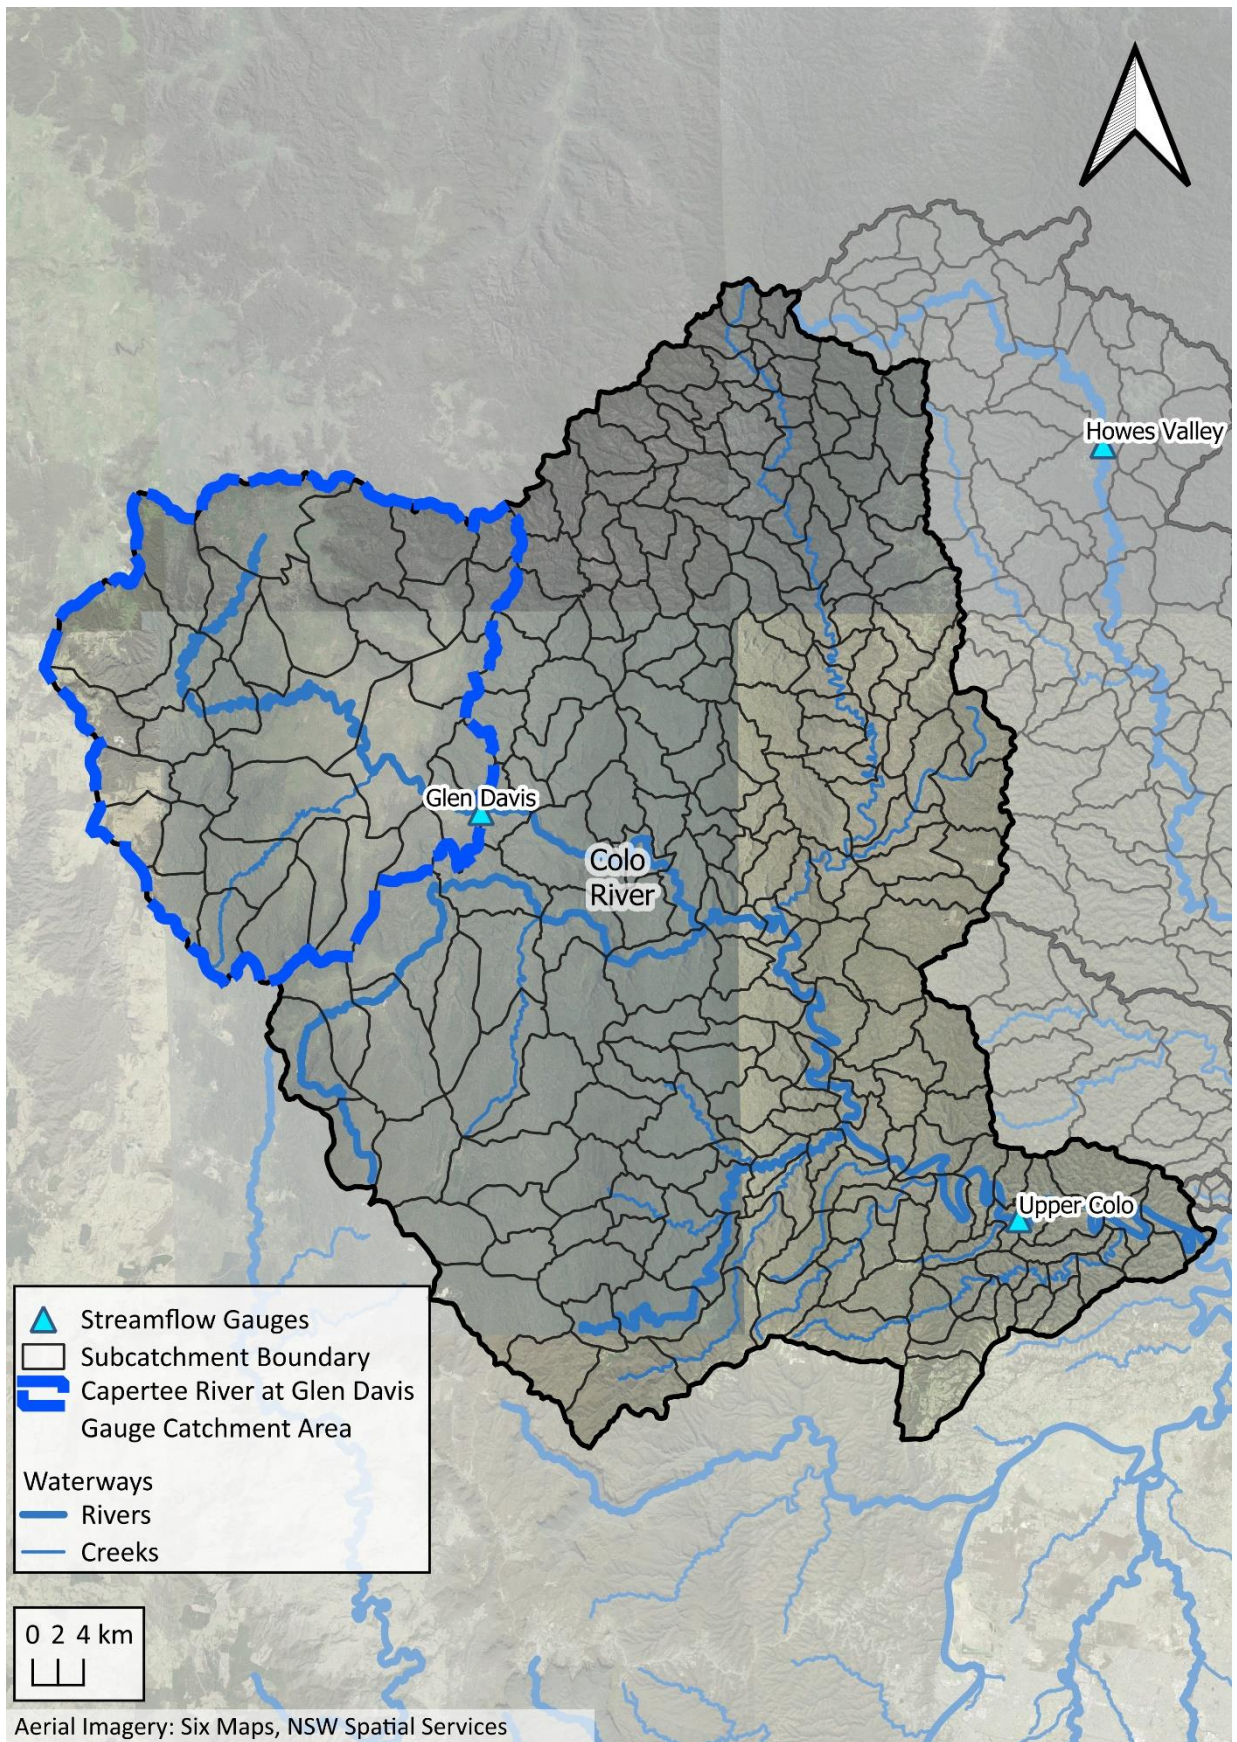 Howes Valley
Glen Davis
Colo
River
Upper Colo
Streamflow Gauges
Subcatchment Boundary
Capertee River at Glen Davis
Gauge Catchment Area
Waterways
Rivers
Creeks
0 2 4 km
Aerial Imagery: Six Maps, NSW Spatial Services